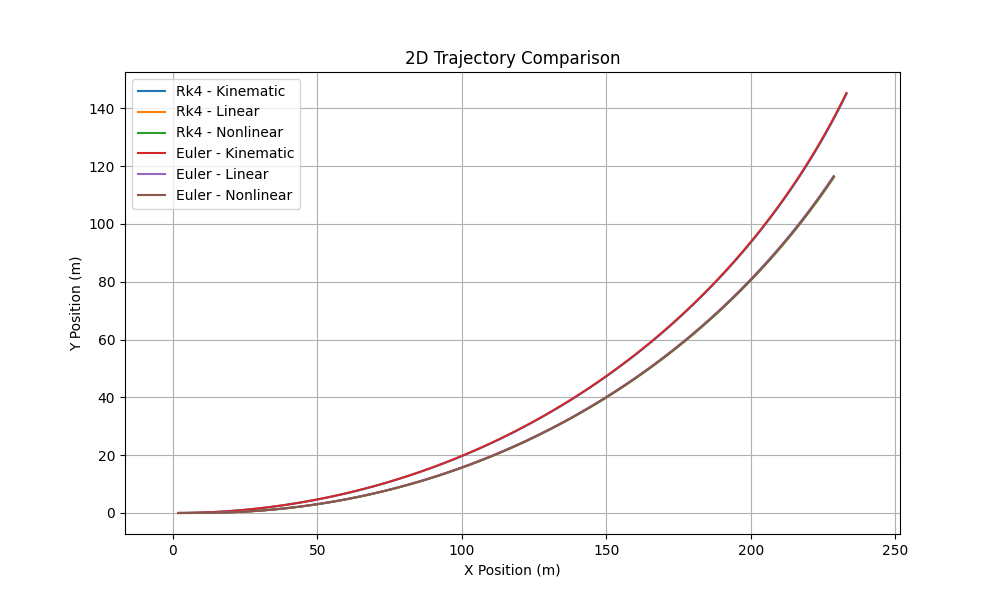 2D Trajectory Comparison
Rk4 - Kinematic
Rk4 - Linear
Rk4 - Nonlinear
Euler - Kinematic
Euler - Linear
Euler - Nonlinear
140
120
100
80
60
40
20
0
Y Position (m)
0 50 100 150 200 250
X Position (m)